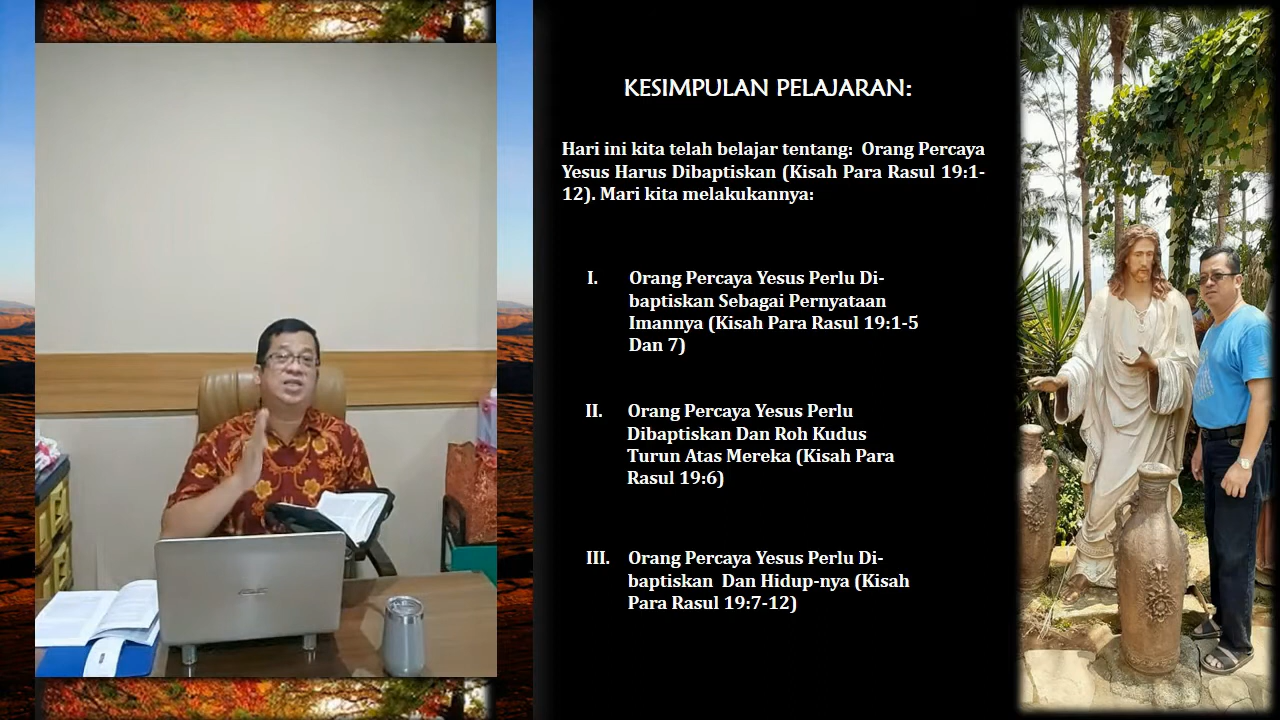 KESIMPULAN PELAJARAN:
Hari ini kita telah belajar tentang: Orang Percaya
Yesus Harus Dibaptiskan (Kisah Para Rasul 19:1-
12). Mari kita melakukannya:
I. Orang Percaya Yesus Perlu Di-
baptiskan Sebagai Pernyataan
Imannya (Kisah Para Rasul 19:1-5
Dan 7)
II. Orang Percaya Yesus Perlu
Dibaptiskan Dan Roh Kudus
Turun Atas Mereka (Kisah Para
Rasul 19:6)
III. Orang Percaya Yesus Perlu Di-
baptiskan Dan Hidup-nya (Kisah
Para Rasul 19:7-12)